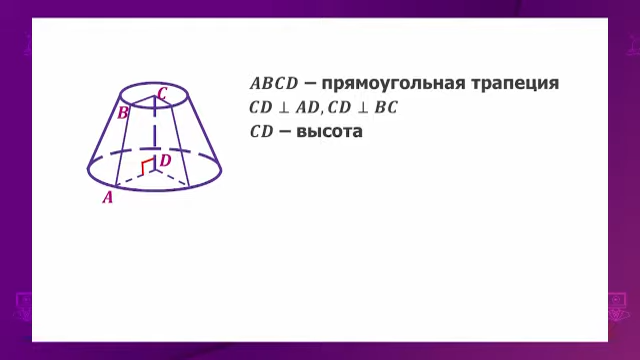 ABCD – прямоугольная трапеция
CD ⊥ AD, CD ⊥ BC
CD – высота
C
B
D
A